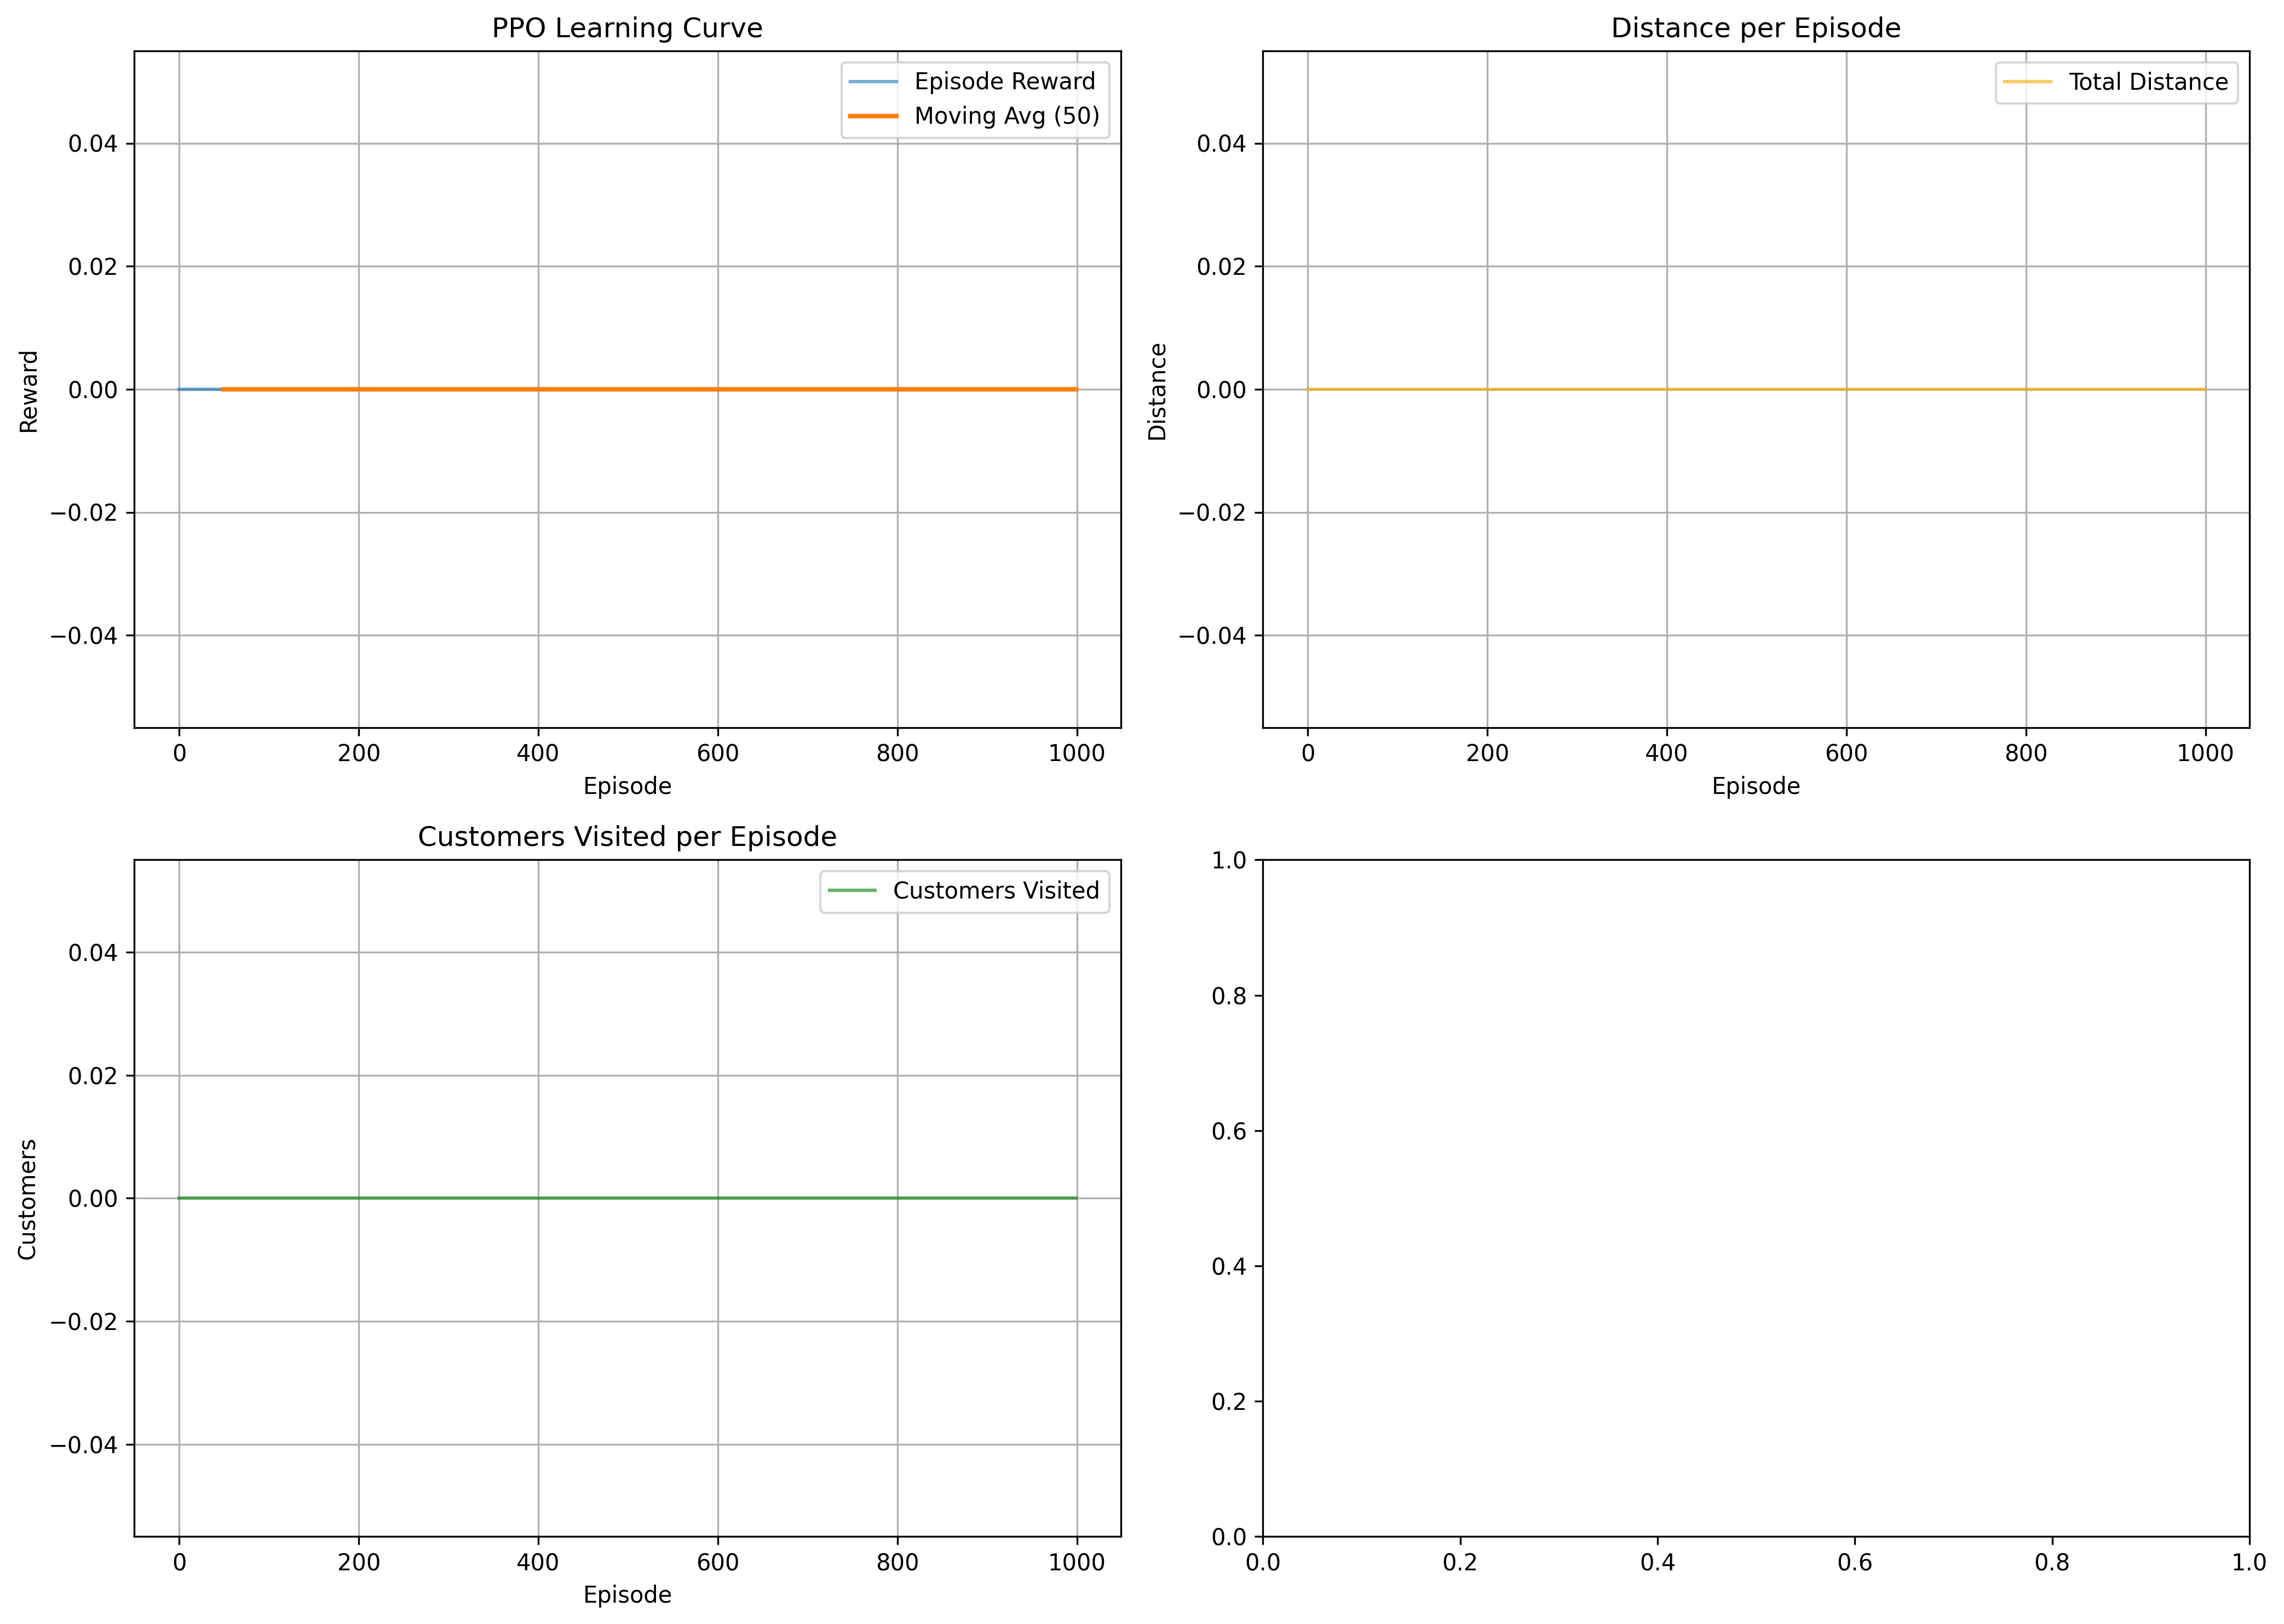 PPO Learning Curve
Episode Reward
Moving Avg (50)
0.04
0.02
0.00
−0.02
−0.04
Reward
0 200 400 600 800 1000
Episode
Distance per Episode
Total Distance
0.04
0.02
0.00
−0.02
−0.04
Distance
0 200 400 600 800 1000
Episode
Customers Visited per Episode
Customers Visited
0.04
0.02
0.00
−0.02
−0.04
Customers
0 200 400 600 800 1000
Episode
1.0
0.8
0.6
0.4
0.2
0.0
0.0 0.2 0.4 0.6 0.8 1.0